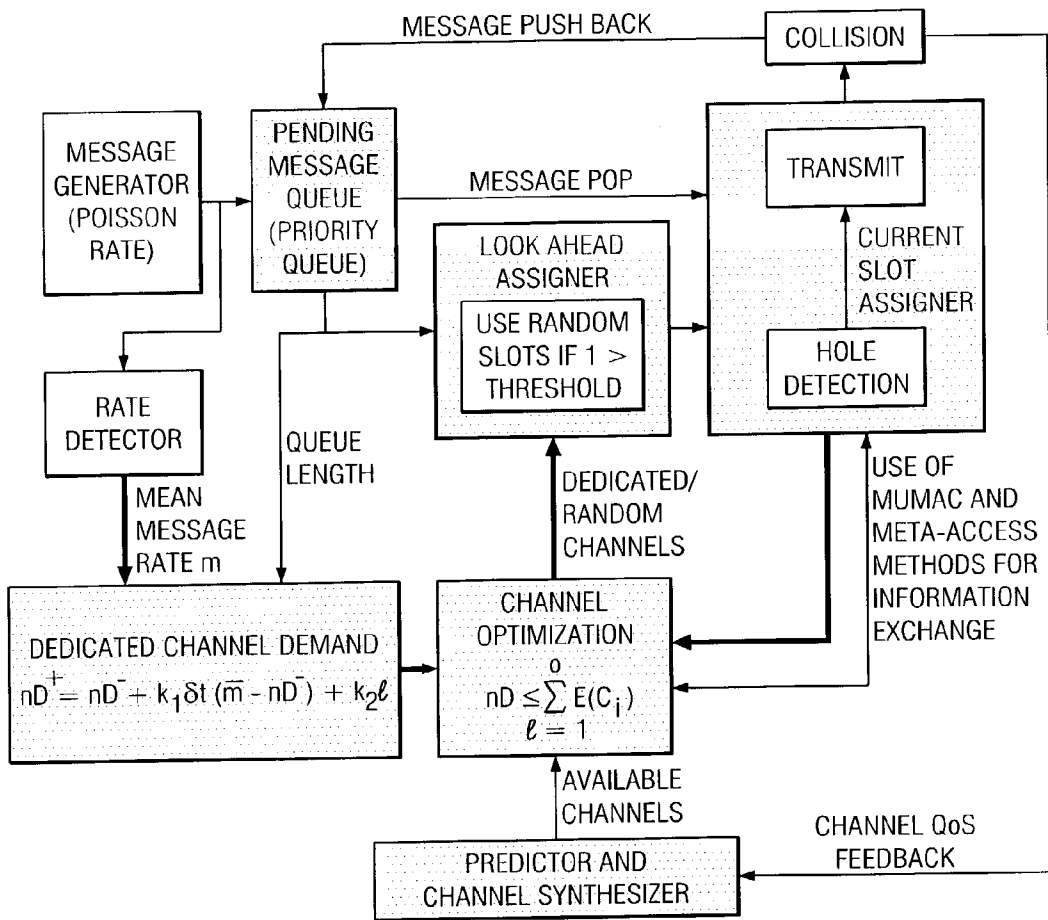 MESSAGE PUSH BACK
COLLISION
MESSAGE
GENERATOR
(POISSON
RATE)
PENDING
MESSAGE
QUEUE
(PRIORITY
QUEUE)
MESSAGE POP
TRANSMIT
CURRENT
SLOT
ASSIGNER
HOLE
DETECTION
LOOK AHEAD
ASSIGNER
USE RANDOM
SLOTS IF 1 >
THRESHOLD
RATE
DETECTOR
QUEUE
LENGTH
MEAN
MESSAGE
RATE m
DEDICATED/
RANDOM
CHANNELS
USE OF
MUMAC AND
META-ACCESS
METHODS FOR
INFORMATION
EXCHANGE
DEDICATED CHANNEL DEMAND
nD⁺ = nD⁻ + k₁δt (m̅ - nD⁻) + k₂ℓ
CHANNEL
OPTIMIZATION
o
nD ≤ ∑ E(Cᵢ)
ℓ = 1
AVAILABLE
CHANNELS
PREDICTOR AND
CHANNEL SYNTHESIZER
CHANNEL QoS
FEEDBACK